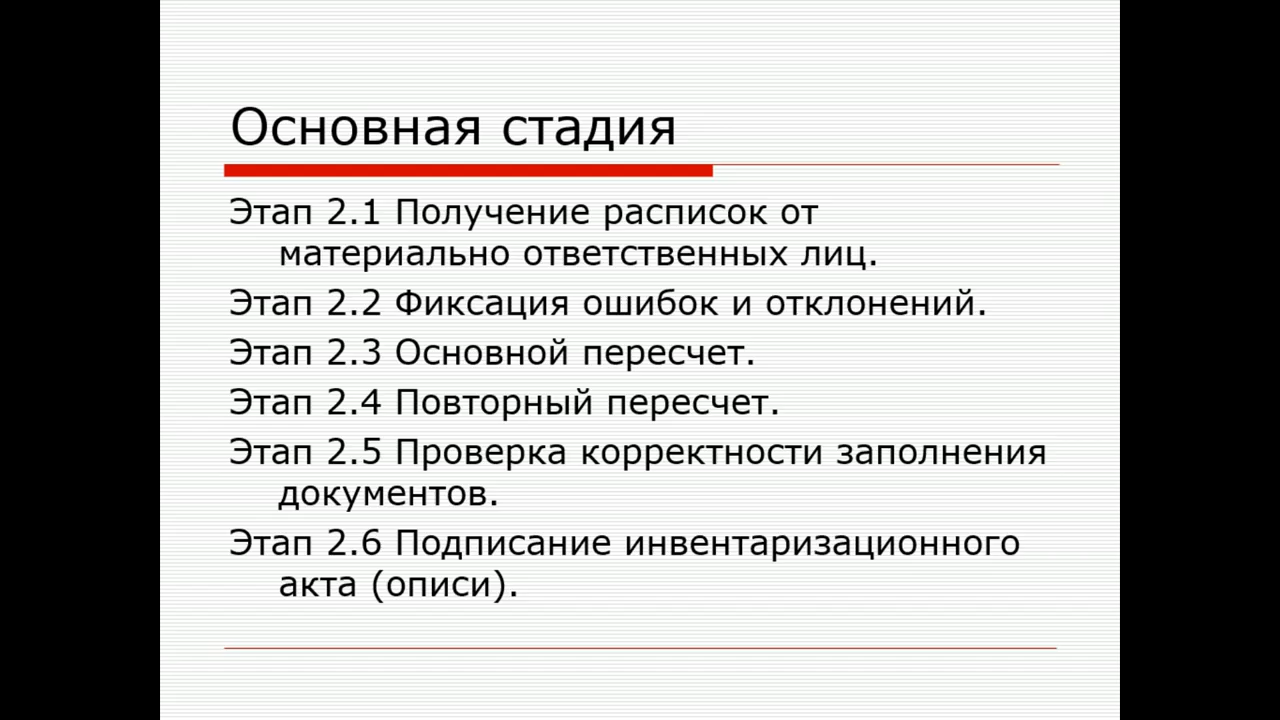 Основная стадия
Этап 2.1 Получение расписок от
материально ответственных лиц.
Этап 2.2 Фиксация ошибок и отклонений.
Этап 2.3 Основной пересчет.
Этап 2.4 Повторный пересчет.
Этап 2.5 Проверка корректности заполнения
документов.
Этап 2.6 Подписание инвентаризационного
акта (описи).